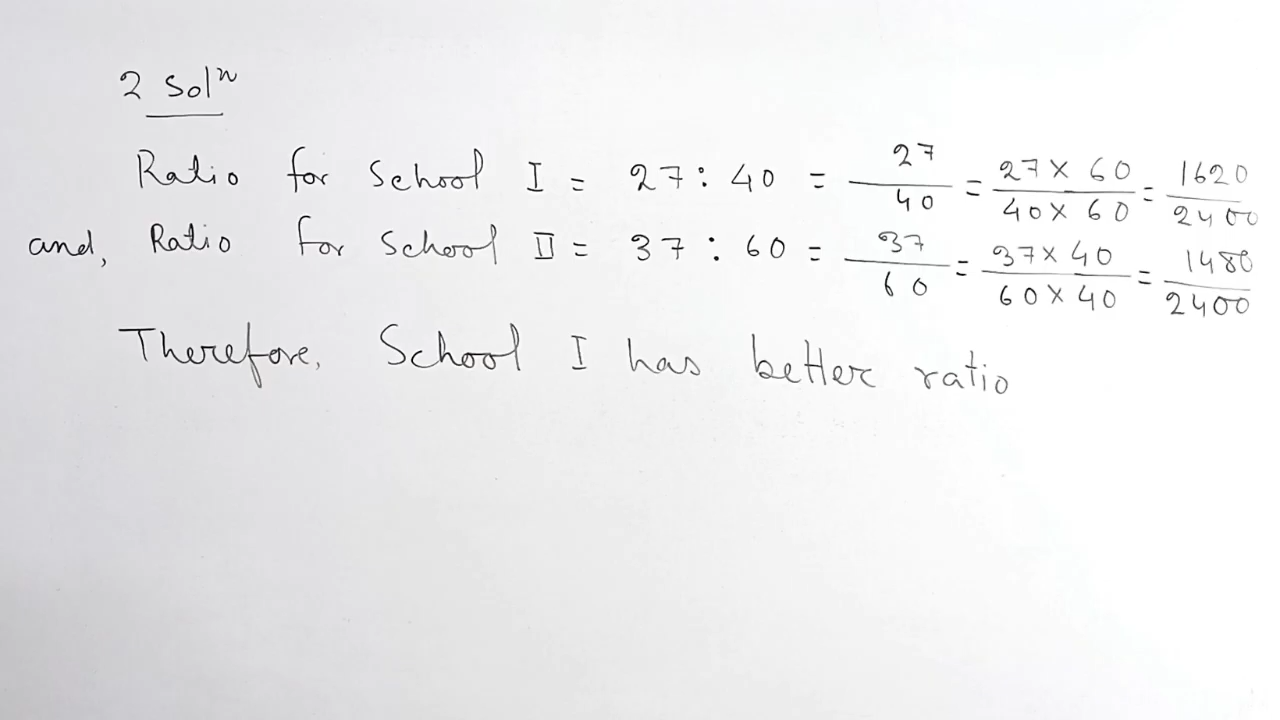 2 Solⁿ
Ratio for School I = 27 : 40 = 27/40 = 27 × 60/40 × 60 = 1620/2400
and, Ratio for School II = 37 : 60 = 37/60 = 37 × 40/60 × 40 = 1480/2400
Therefore, School I has better ratio